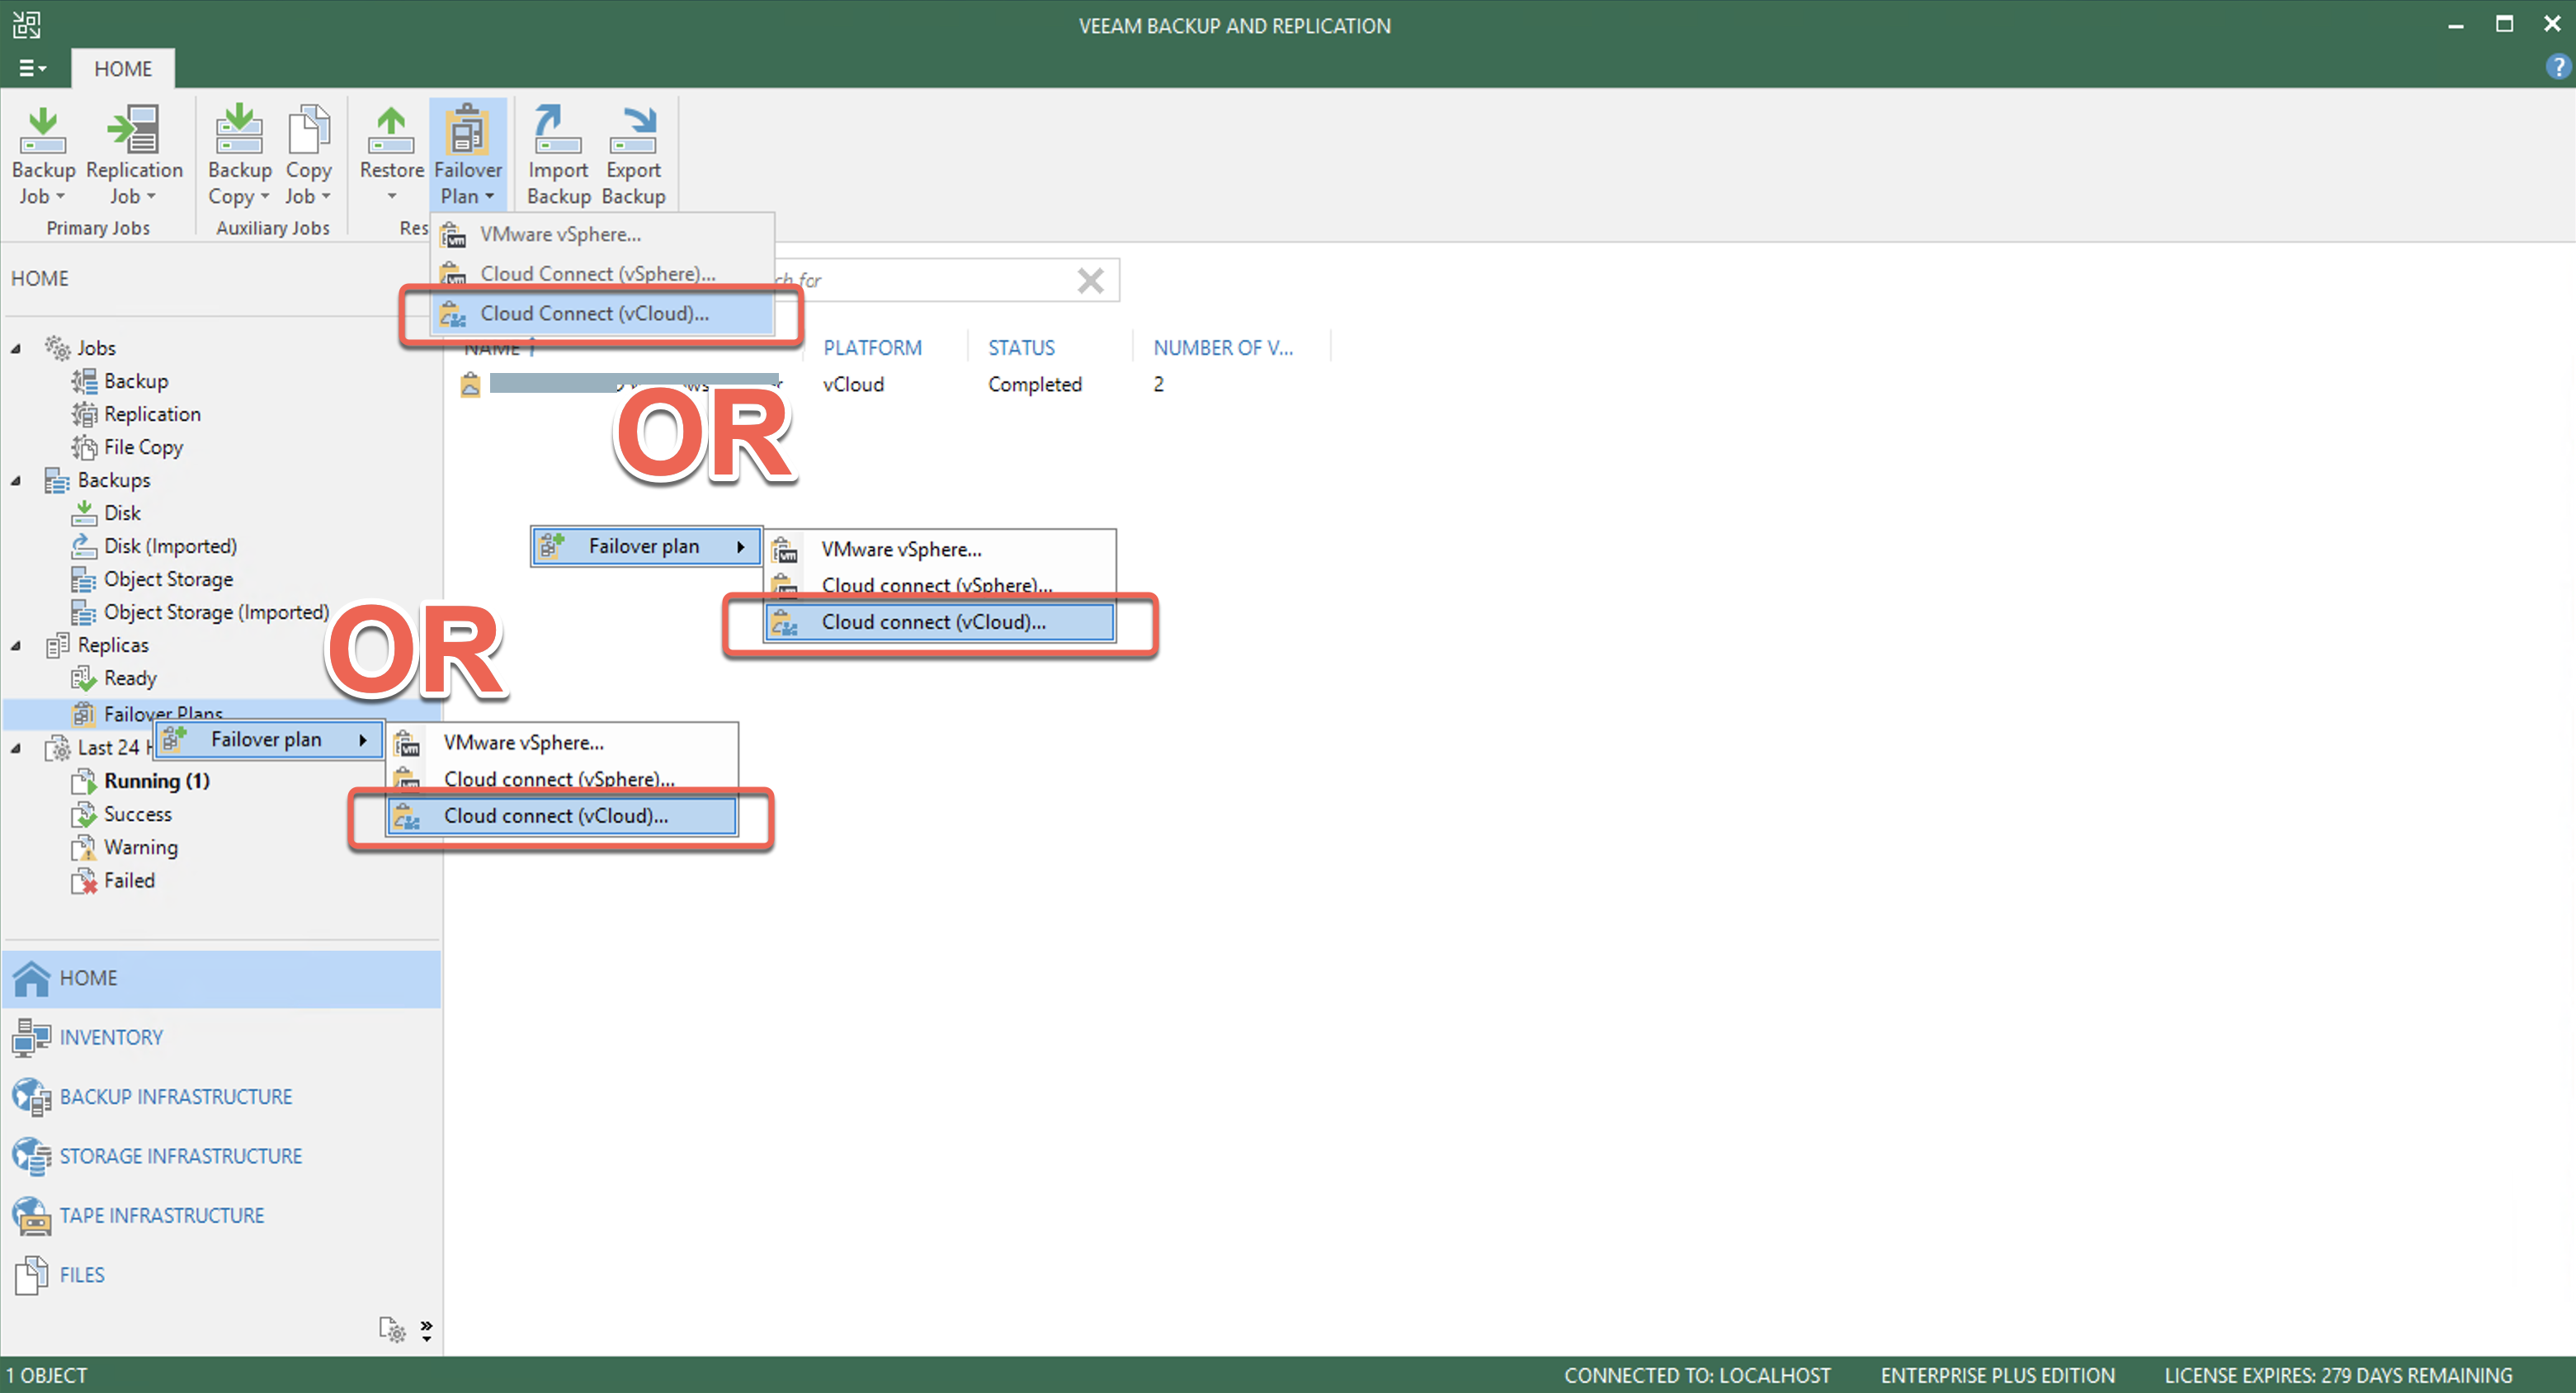 VEEAM BACKUP AND REPLICATION
HOME
?
Backup Job
Replication Job
Backup Copy
Copy Job
Restore
Failover Plan
Import Backup
Export Backup
Primary Jobs
Auxiliary Jobs
Res
VMware vSphere...
Cloud Connect (vSphere)...
Cloud Connect (vCloud)...
HOME
ch for
NAME
PLATFORM
STATUS
NUMBER OF V...
vCloud
Completed
2
OR
Jobs
Backup
Replication
File Copy
Backups
Disk
Disk (Imported)
Object Storage
Object Storage (Imported)
Replicas
Ready
Failover Plans
Last 24 H
Running (1)
Success
Warning
Failed
Failover plan
VMware vSphere...
Cloud connect (vSphere)...
Cloud connect (vCloud)...
OR
Failover plan
VMware vSphere...
Cloud connect (vSphere)...
Cloud connect (vCloud)...
HOME
INVENTORY
BACKUP INFRASTRUCTURE
STORAGE INFRASTRUCTURE
TAPE INFRASTRUCTURE
FILES
1 OBJECT
CONNECTED TO: LOCALHOST
ENTERPRISE PLUS EDITION
LICENSE EXPIRES: 279 DAYS REMAINING